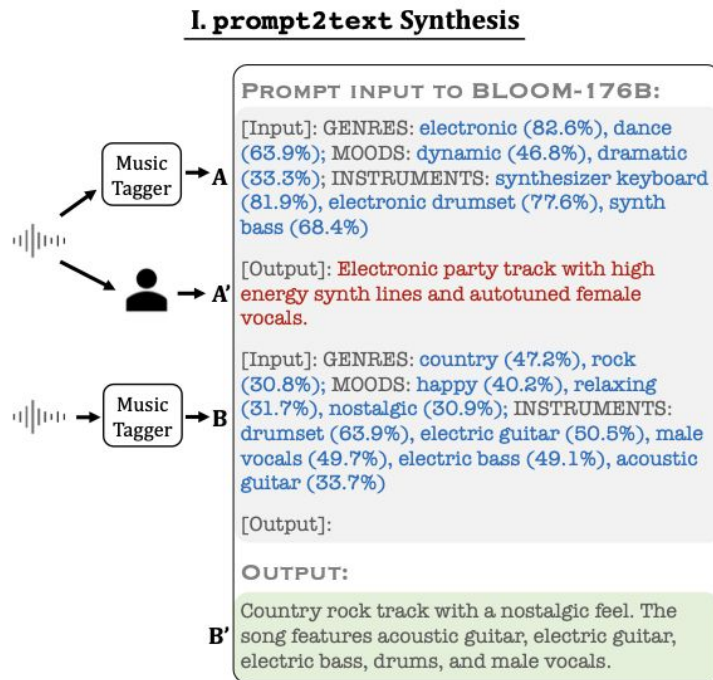 I. prompt2text Synthesis
PROMPT INPUT TO BLOOM-176B:
[Input]: GENRES: electronic (82.6%), dance
(63.9%); MOODS: dynamic (46.8%), dramatic
(33.3%); INSTRUMENTS: synthesizer keyboard
(81.9%), electronic drumset (77.6%), synth
bass (68.4%)
Music
Tagger
A
[Output]: Electronic party track with high
energy synth lines and autotuned female
vocals.
A'
[Input]: GENRES: country (47.2%), rock
(30.8%); MOODS: happy (40.2%), relaxing
(31.7%), nostalgic (30.9%); INSTRUMENTS:
drumset (63.9%), electric guitar (50.5%), male
vocals (49.7%), electric bass (49.1%), acoustic
guitar (33.7%)
Music
Tagger
B
[Output]:
OUTPUT:
Country rock track with a nostalgic feel. The
song features acoustic guitar, electric guitar,
electric bass, drums, and male vocals.
B'